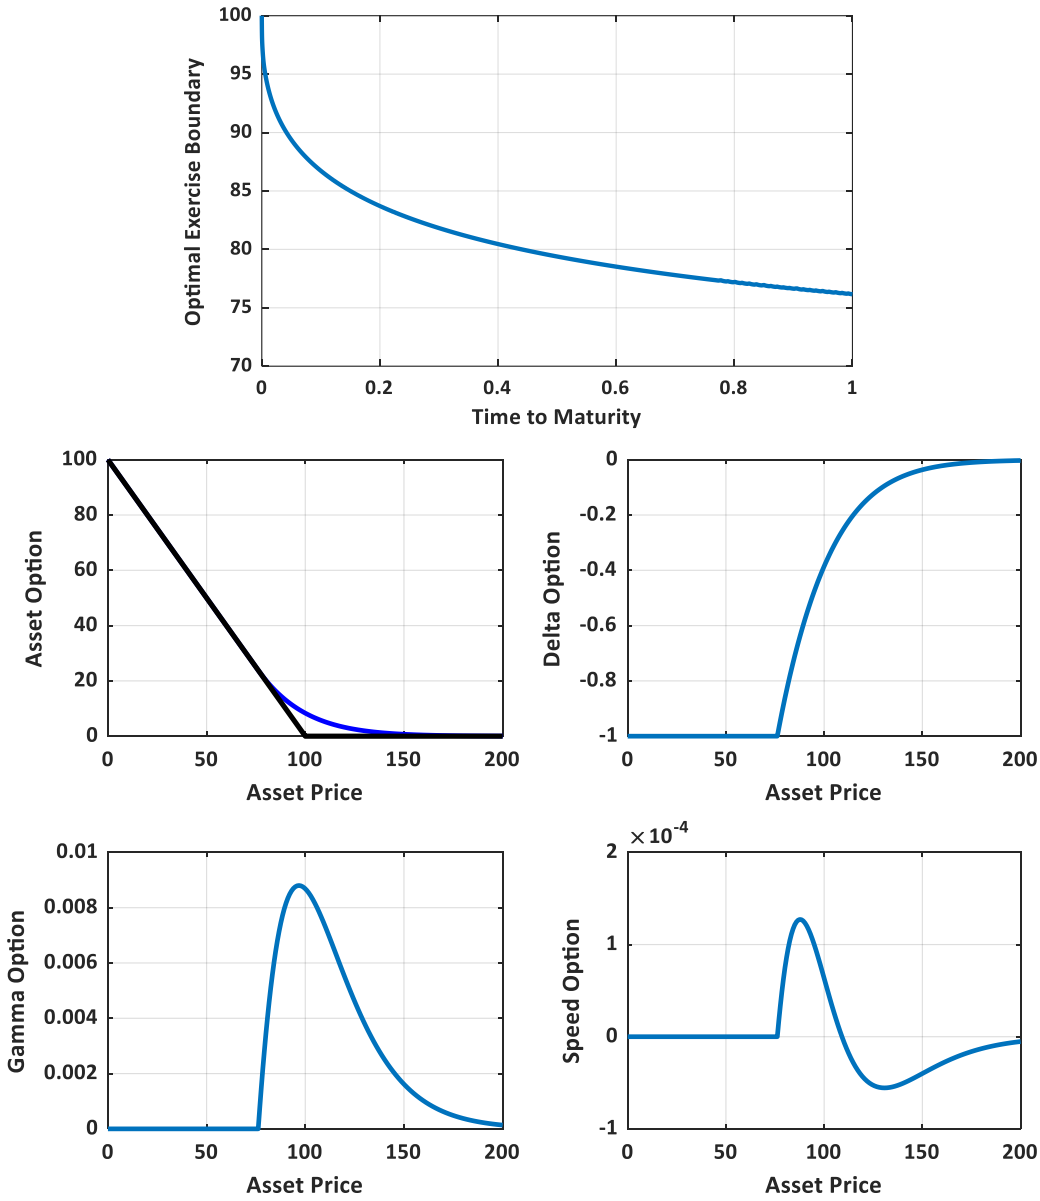 100
95
90
85
80
75
70
0 0.2 0.4 0.6 0.8 1
Optimal Exercise Boundary
Time to Maturity
100
80
60
40
20
0
0 50 100 150 200
Asset Option
Asset Price
0
-0.2
-0.4
-0.6
-0.8
-1
0 50 100 150 200
Delta Option
Asset Price
0.01
0.008
0.006
0.004
0.002
0
0 50 100 150 200
Gamma Option
Asset Price
×10-4
2
1
0
-1
0 50 100 150 200
Speed Option
Asset Price